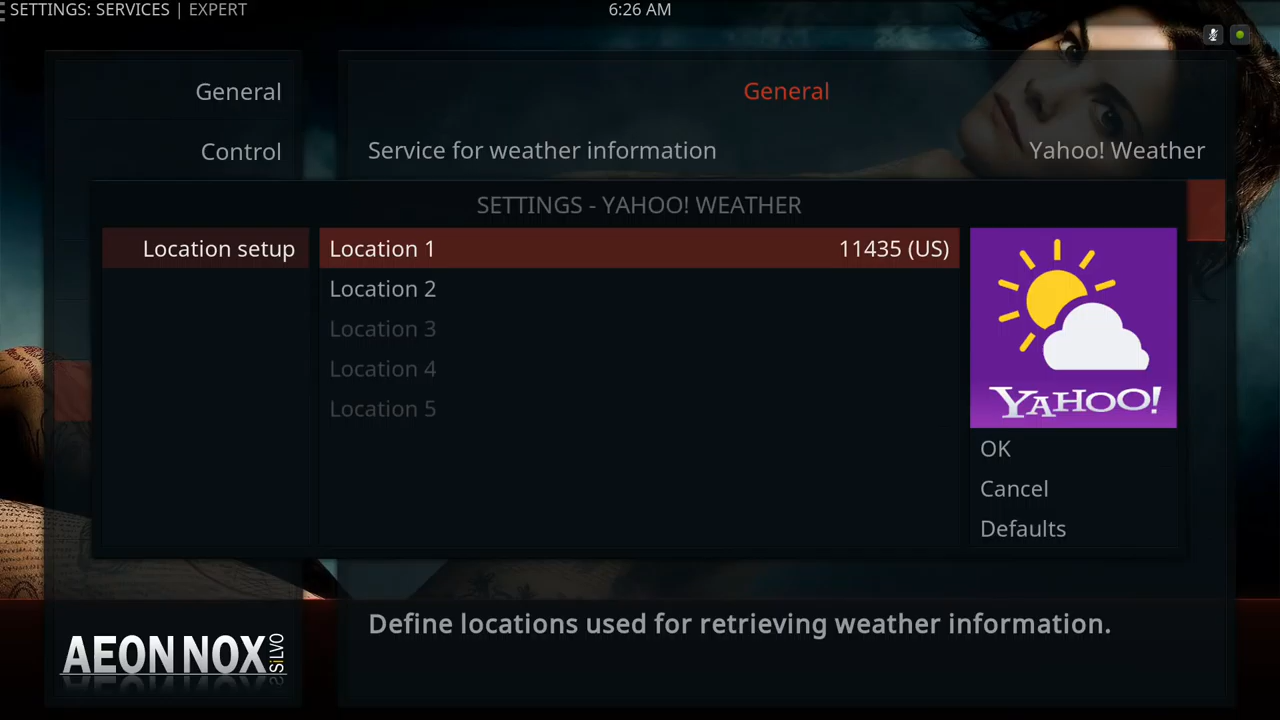 SETTINGS: SERVICES | EXPERT
6:26 AM
General
Control
General
Service for weather information
Yahoo! Weather
SETTINGS - YAHOO! WEATHER
Location setup
Location 1
11435 (US)
Location 2
Location 3
Location 4
Location 5
YAHOO!
OK
Cancel
Defaults
Define locations used for retrieving weather information.
AEON NOX
SiLVO